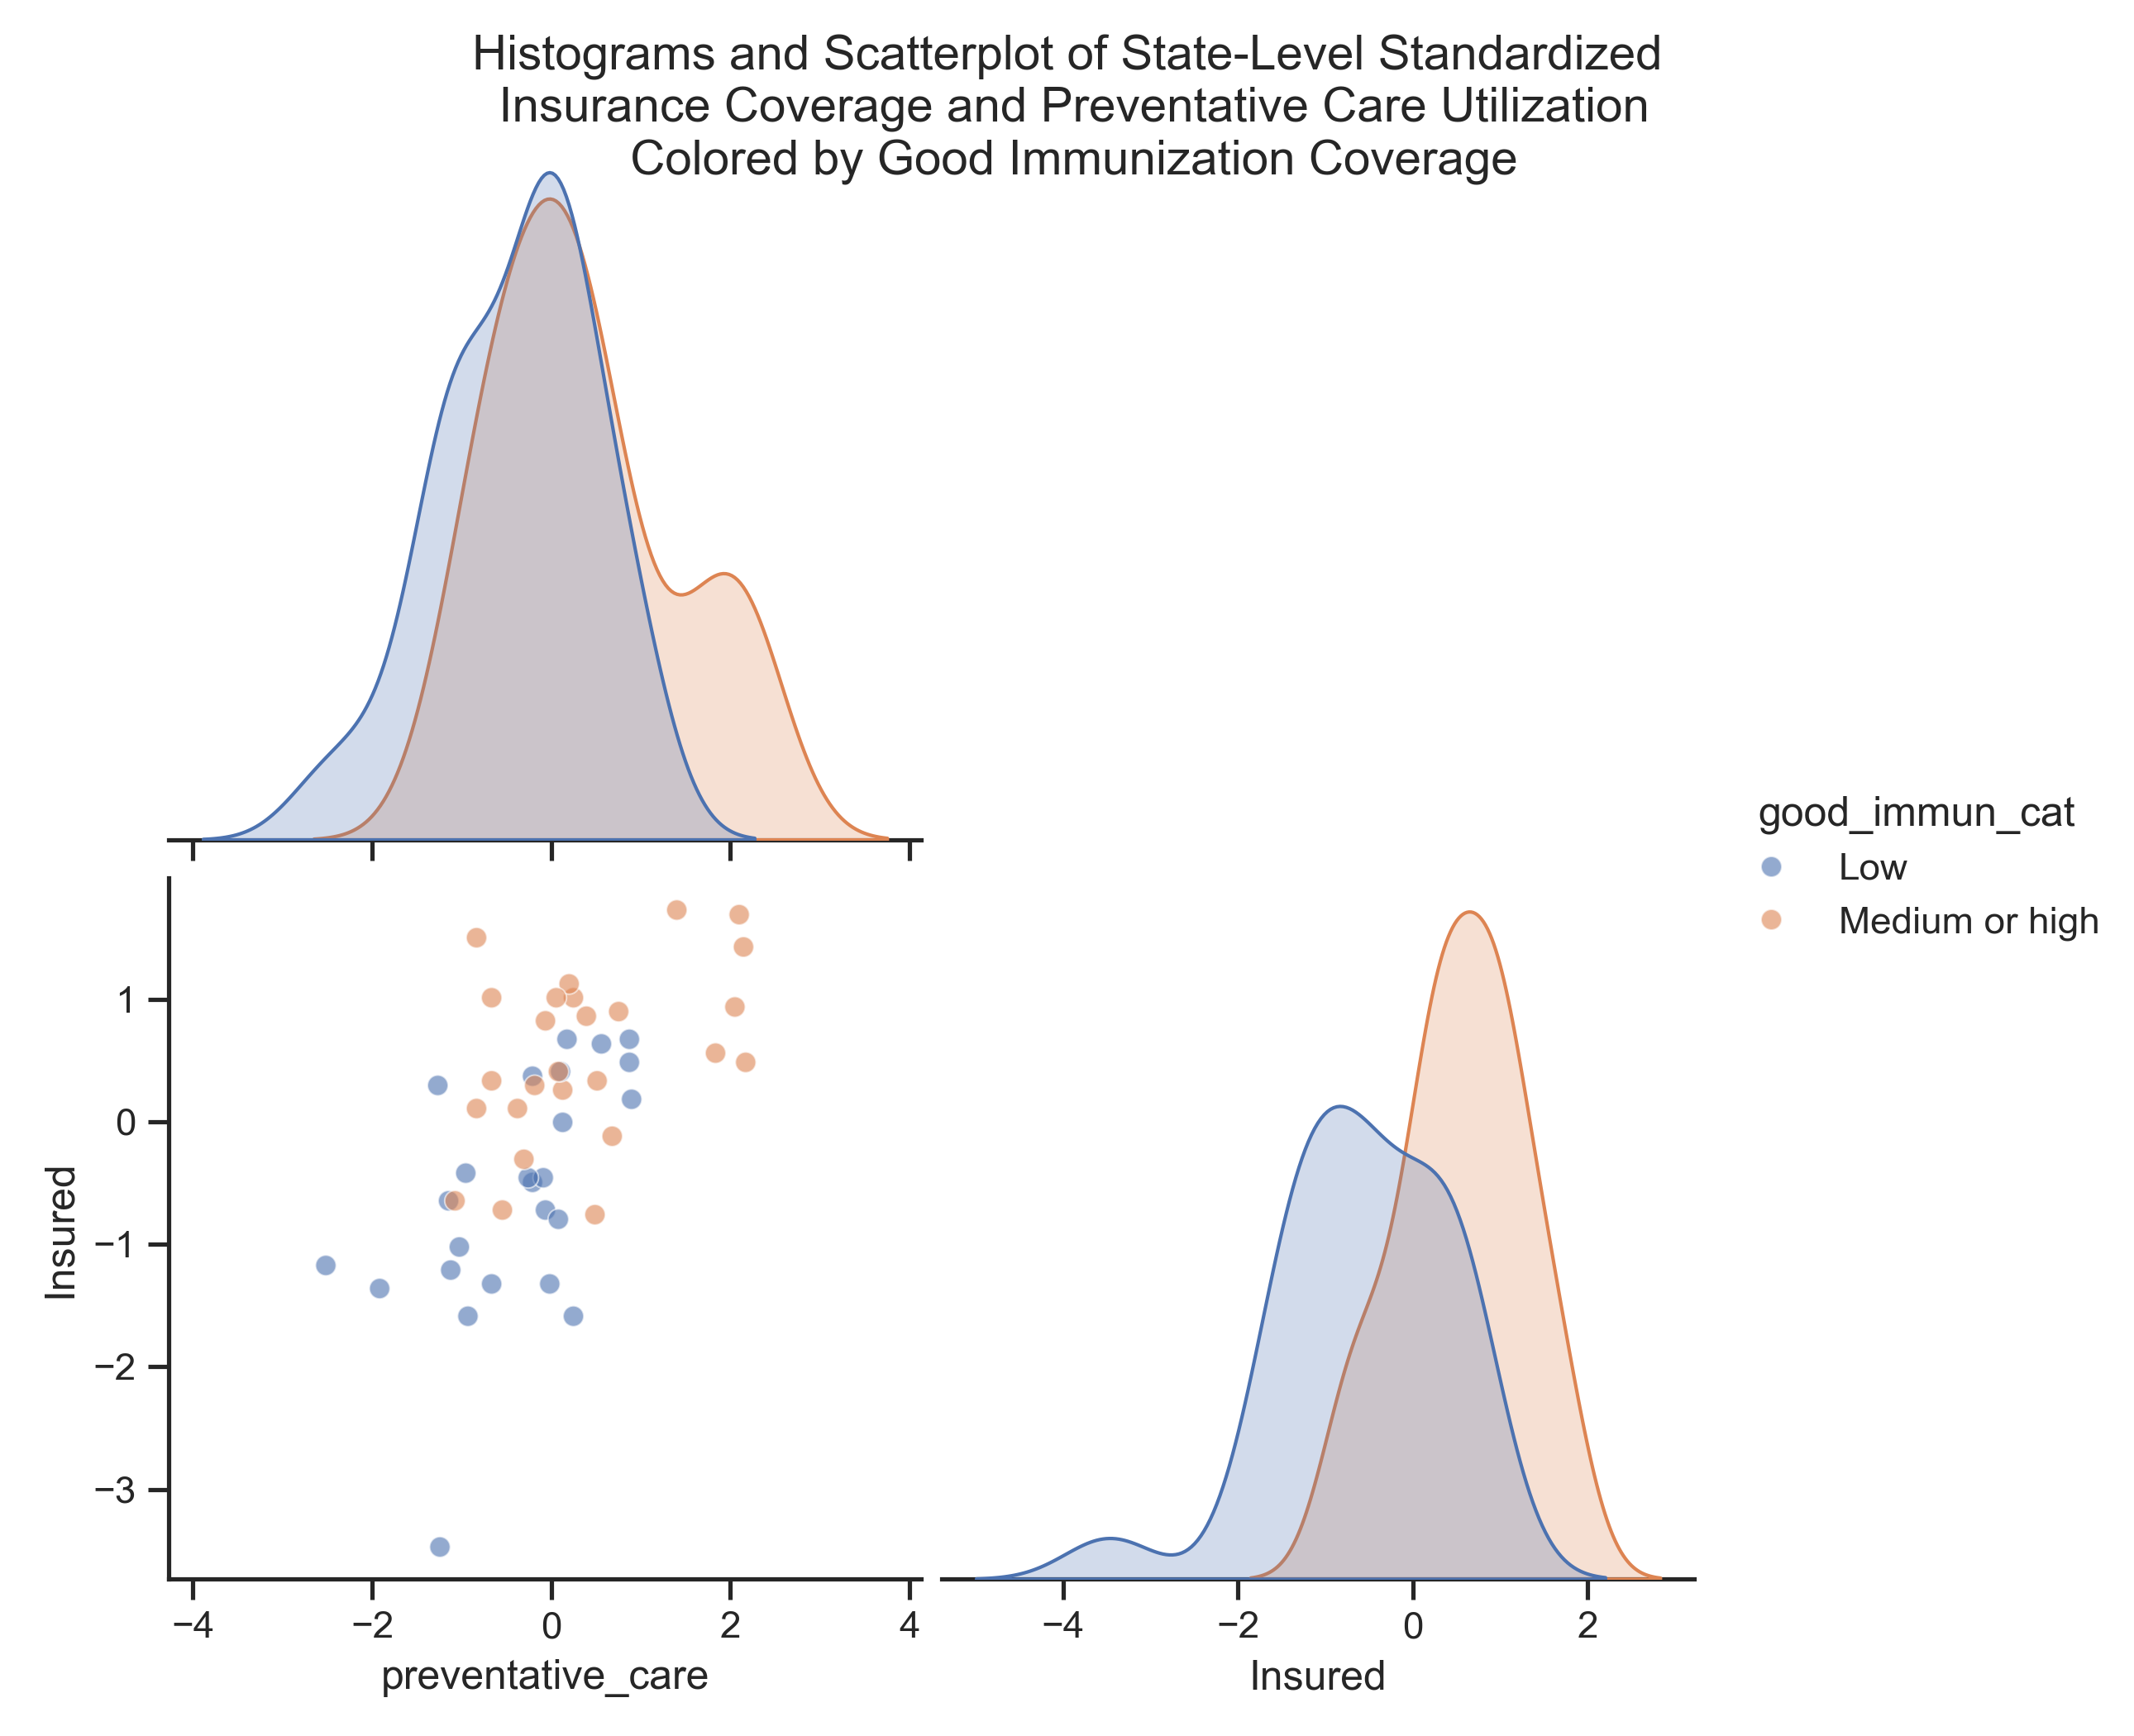 Histograms and Scatterplot of State-Level Standardized
Insurance Coverage and Preventative Care Utilization
Colored by Good Immunization Coverage
good_immun_cat
Low
Medium or high
1
0
−1
−2
−3
Insured
−4 −2 0 2 4
preventative_care
−4 −2 0 2
Insured